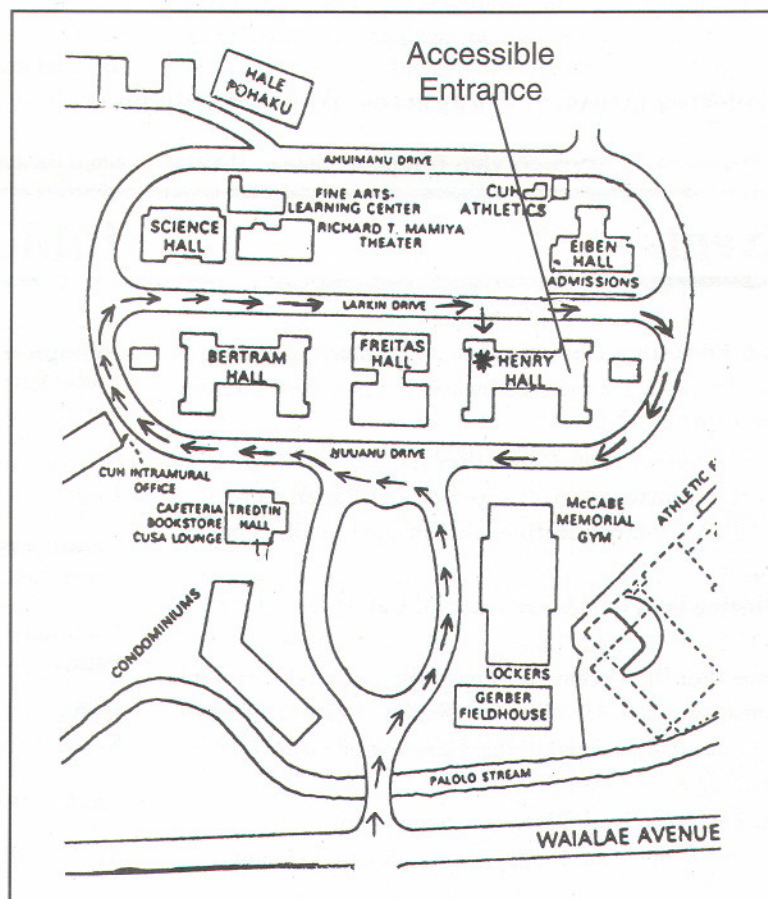 Accessible
Entrance
HALE
POHAKU
AHUIMANU DRIVE
FINE ARTS-
LEARNING CENTER
CUH
ATHLETICS
SCIENCE
HALL
RICHARD T. MAMIYA
THEATER
EIBEN
HALL
ADMISSIONS
LARKIN DRIVE
BERTRAM
HALL
FREITAS
HALL
HENRY
HALL
NUUANU DRIVE
CUH INTRAMURAL
OFFICE
CAFETERIA
BOOKSTORE
CUSA LOUNGE
TREDTIN
HALL
McCABE
MEMORIAL
GYM
ATHLETIC F
CONDOMINIUMS
LOCKERS
GERBER
FIELDHOUSE
PALOLO STREAM
WAIALAE AVENUE